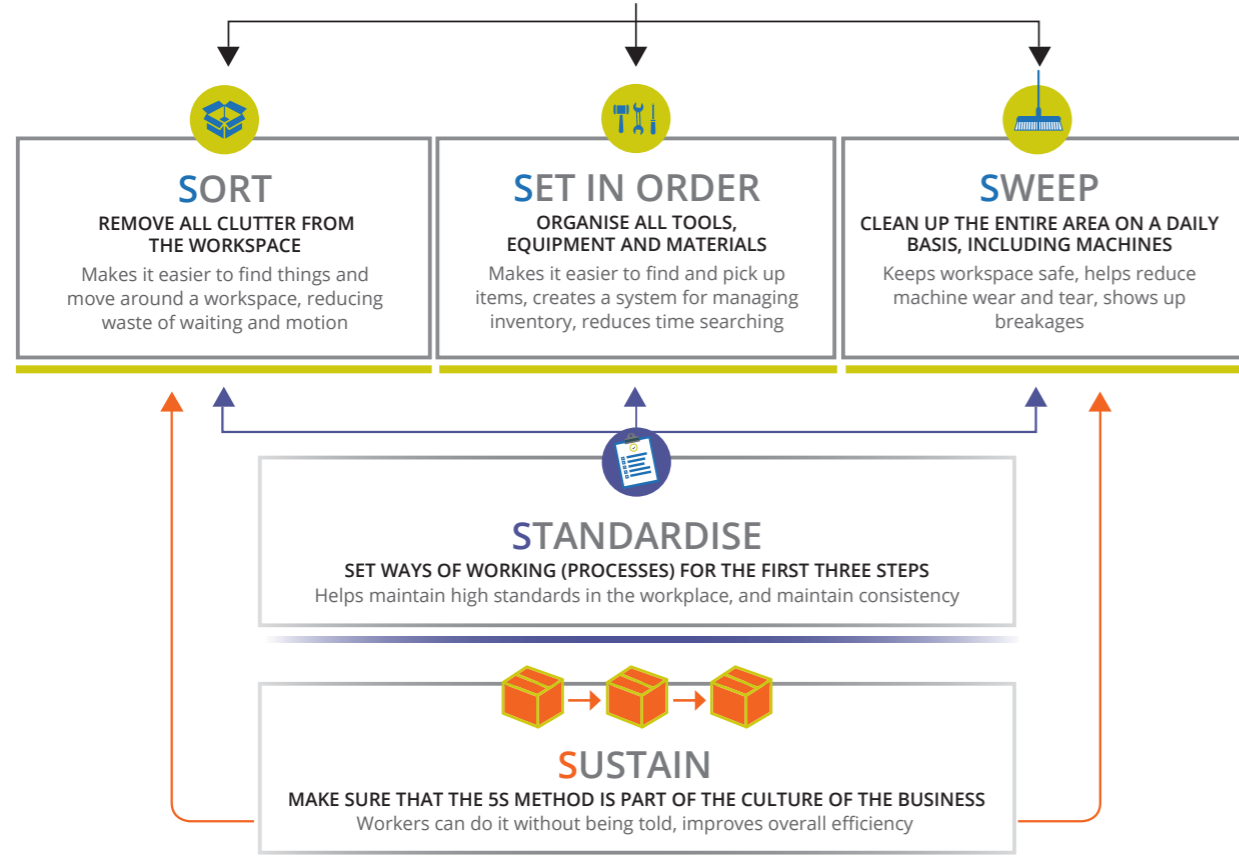 SORT
REMOVE ALL CLUTTER FROM
THE WORKSPACE
Makes it easier to find things and
move around a workspace, reducing
waste of waiting and motion
SET IN ORDER
ORGANISE ALL TOOLS,
EQUIPMENT AND MATERIALS
Makes it easier to find and pick up
items, creates a system for managing
inventory, reduces time searching
SWEEP
CLEAN UP THE ENTIRE AREA ON A DAILY
BASIS, INCLUDING MACHINES
Keeps workspace safe, helps reduce
machine wear and tear, shows up
breakages
STANDARDISE
SET WAYS OF WORKING (PROCESSES) FOR THE FIRST THREE STEPS
Helps maintain high standards in the workplace, and maintain consistency
SUSTAIN
MAKE SURE THAT THE 5S METHOD IS PART OF THE CULTURE OF THE BUSINESS
Workers can do it without being told, improves overall efficiency